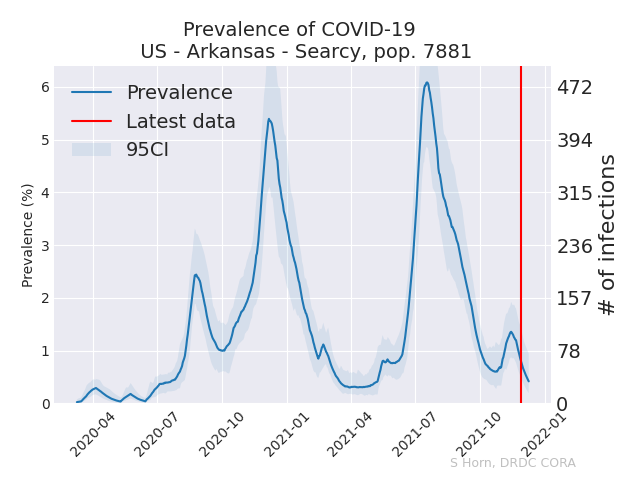 Prevalence of COVID-19
US - Arkansas - Searcy, pop. 7881
Prevalence
Latest data
95CI
Prevalence (%)
6
5
4
3
2
1
0
472
394
315
236
157
78
0
# of infections
2020-04
2020-07
2020-10
2021-01
2021-04
2021-07
2021-10
2022-01
S Horn, DRDC CORA